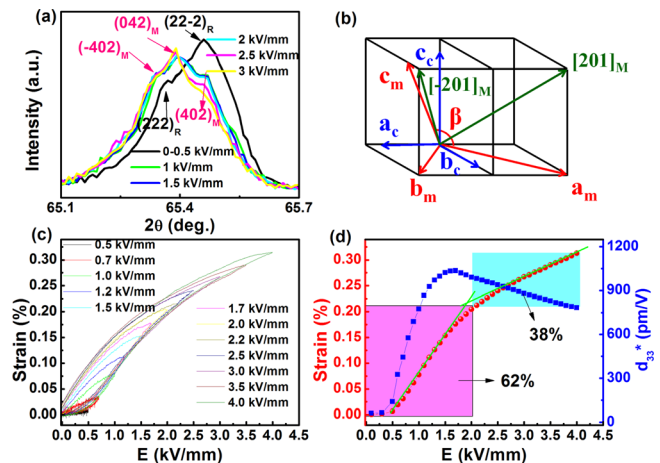 (a)
(042)M
(22-2)R
(-402)M
2 kV/mm
2.5 kV/mm
3 kV/mm
(222)R
(402)M
0-0.5 kV/mm
1 kV/mm
1.5 kV/mm
Intensity (a.u.)
65.1 65.4 65.7
2θ (deg.)
(b)
cc
cm
[-201]M
[201]M
ac
β
bc
bm
am
(c)
0.5 kV/mm
0.7 kV/mm
1.0 kV/mm
1.2 kV/mm
1.5 kV/mm
1.7 kV/mm
2.0 kV/mm
2.2 kV/mm
2.5 kV/mm
3.0 kV/mm
3.5 kV/mm
4.0 kV/mm
Strain (%)
0.30
0.25
0.20
0.15
0.10
0.05
0.00
0.0 0.5 1.0 1.5 2.0 2.5 3.0 3.5 4.0 4.5
E (kV/mm)
(d)
Strain (%)
0.30
0.25
0.20
0.15
0.10
0.05
0.00
38%
62%
1200
900
600
300
0
d33* (pm/V)
0.0 0.5 1.0 1.5 2.0 2.5 3.0 3.5 4.0 4.5
E (kV/mm)